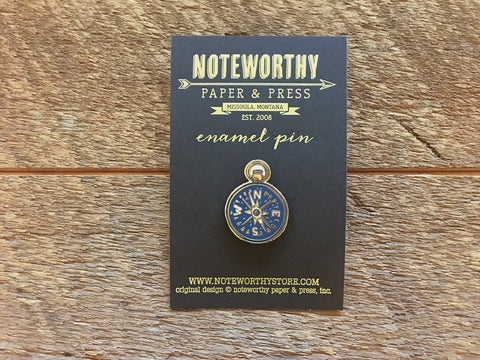 NOTEWORTHY
PAPER & PRESS
MISSOULA, MONTANA
EST. 2008
enamel pin
N
W E
S
WWW.NOTEWORTHYSTORE.COM
original design © noteworthy paper & press, inc.